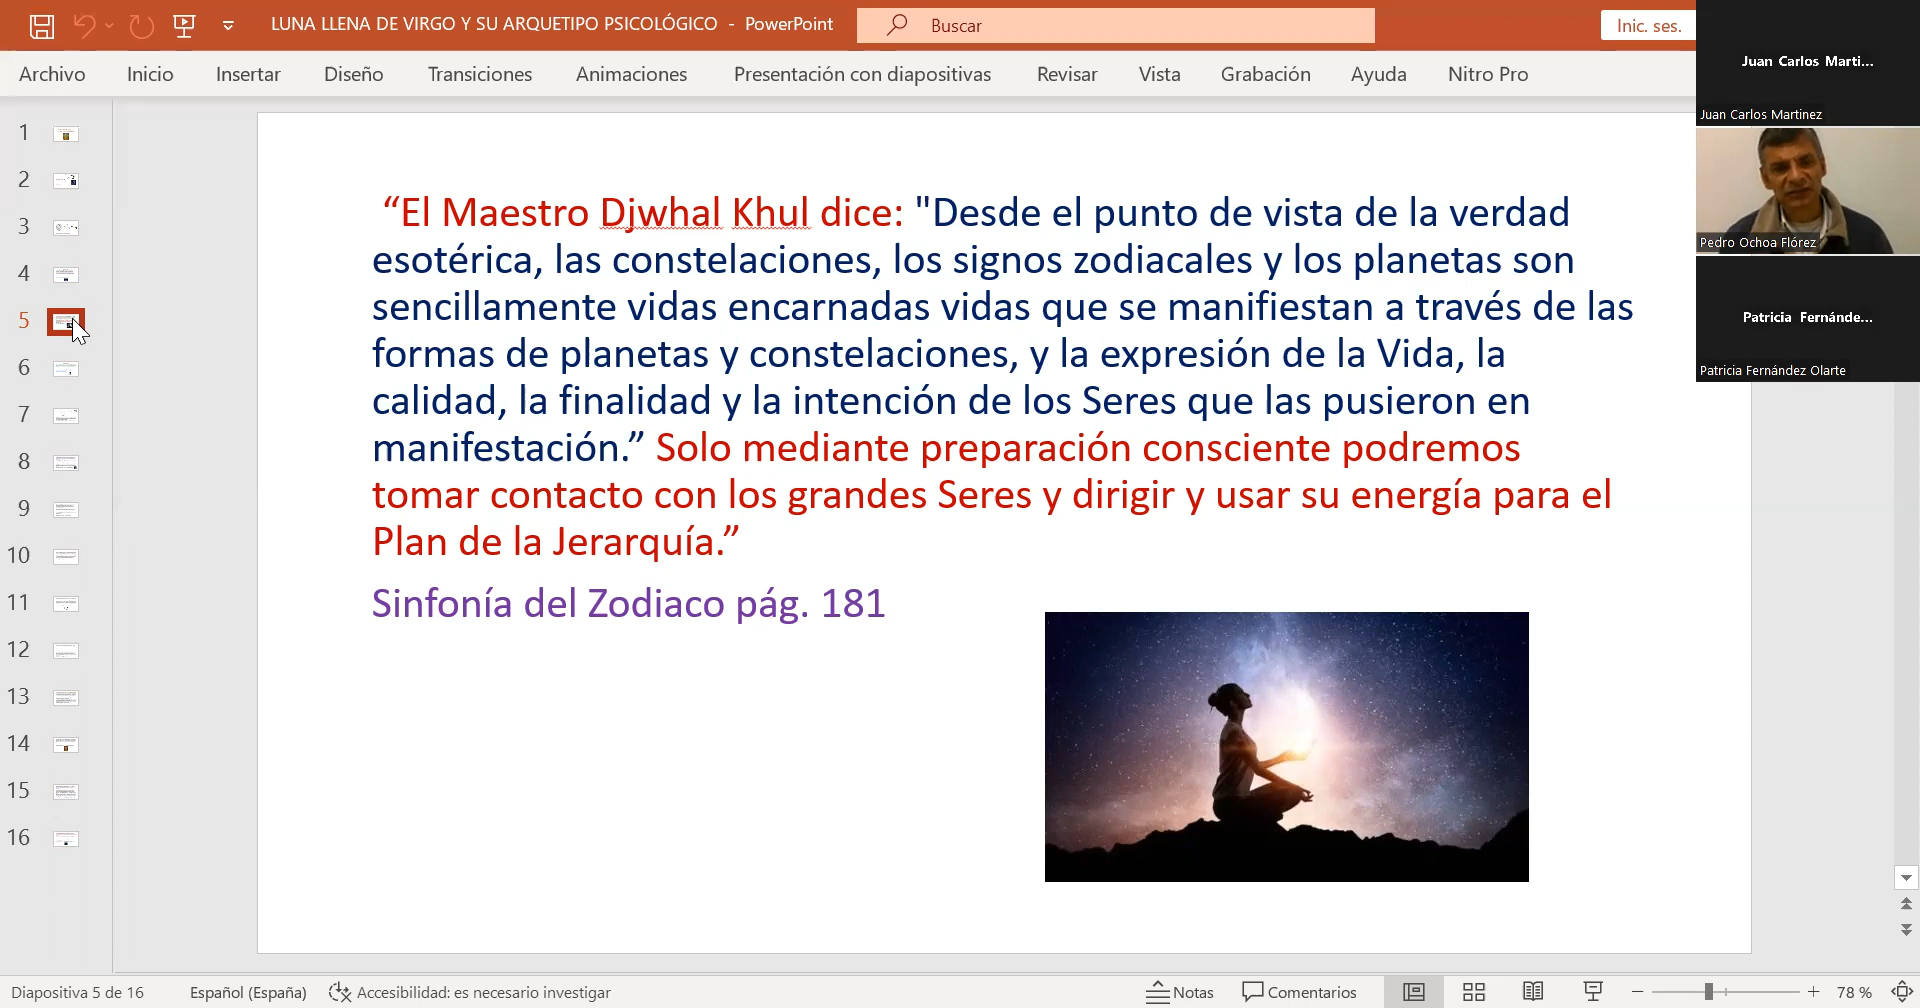 LUNA LLENA DE VIRGO Y SU ARQUETIPO PSICOLÓGICO - PowerPoint
Buscar
Inic. ses.
Archivo Inicio Insertar Diseño Transiciones Animaciones Presentación con diapositivas Revisar Vista Grabación Ayuda Nitro Pro
Juan Carlos Marti...
Juan Carlos Martinez
Pedro Ochoa Flórez
Patricia Fernánde...
Patricia Fernández Olarte
1
2
3
4
5
6
7
8
9
10
11
12
13
14
15
16
“El Maestro Djwhal Khul dice: "Desde el punto de vista de la verdad
esotérica, las constelaciones, los signos zodiacales y los planetas son
sencillamente vidas encarnadas vidas que se manifiestan a través de las
formas de planetas y constelaciones, y la expresión de la Vida, la
calidad, la finalidad y la intención de los Seres que las pusieron en
manifestación.” Solo mediante preparación consciente podremos
tomar contacto con los grandes Seres y dirigir y usar su energía para el
Plan de la Jerarquía.”
Sinfonía del Zodiaco pág. 181
Diapositiva 5 de 16 Español (España) Accesibilidad: es necesario investigar Notas Comentarios 78 %